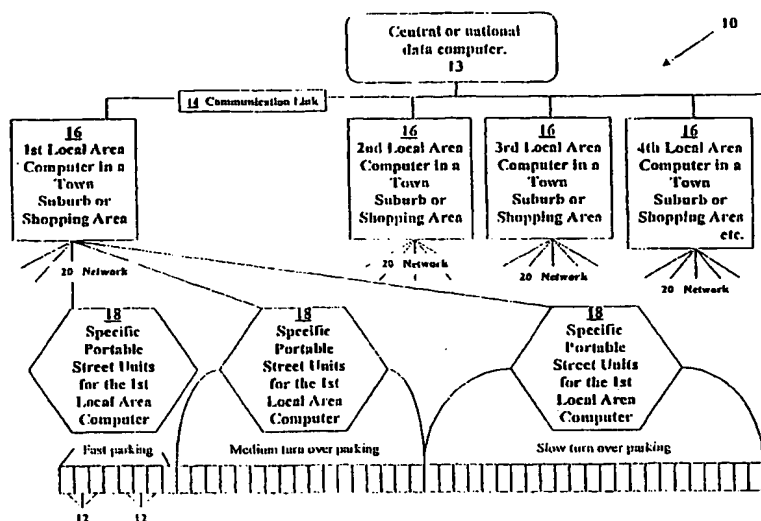 Central or national
data computer.
13
10
14 Communication Link
16
1st Local Area
Computer in a
Town
Suburb or
Shopping Area
16
2nd Local Area
Computer in a
Town
Suburb or
Shopping Area
16
3rd Local Area
Computer in a
Town
Suburb or
Shopping Area
16
4th Local Area
Computer in a
Town
Suburb or
Shopping Area
etc.
20 Network
20 Network
20 Network
20 Network
18
Specific
Portable
Street Units
for the 1st
Local Area
Computer
18
Specific
Portable
Street Units
for the 1st
Local Area
Computer
18
Specific
Portable
Street Units
for the 1st
Local Area
Computer
Fast parking
Medium turn over parking
Slow turn over parking
12
12